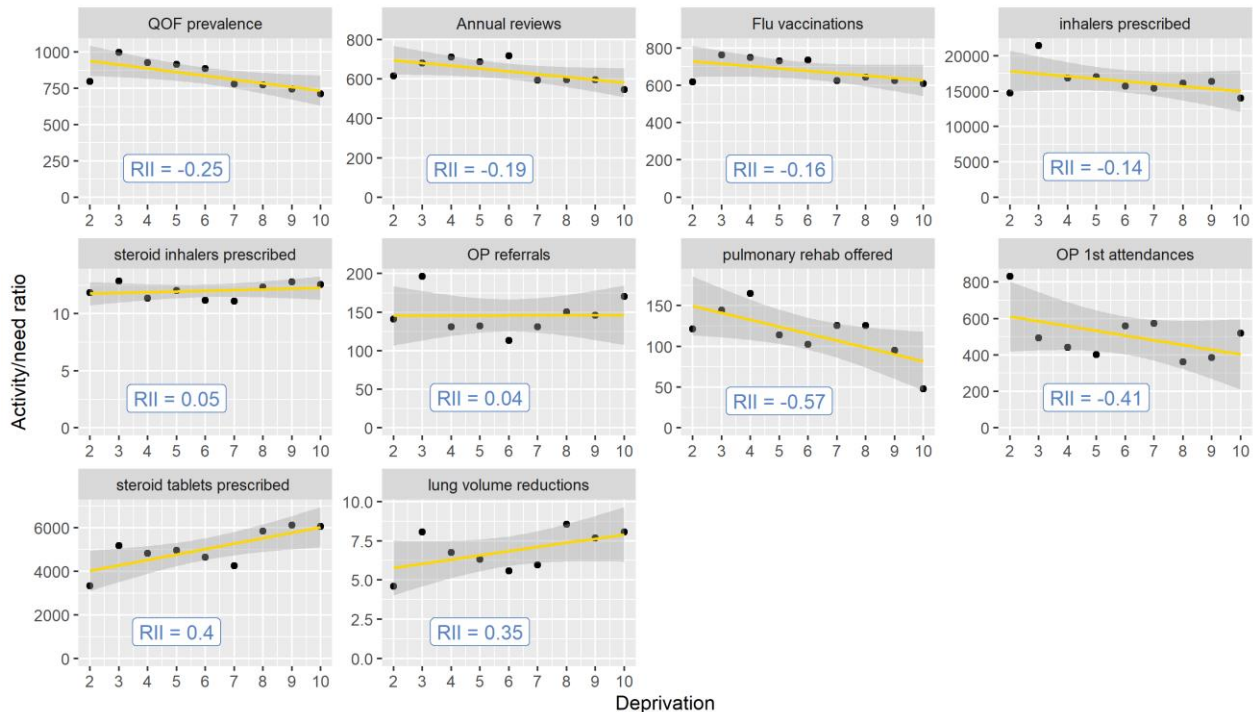 QOF prevalence
Annual reviews
Flu vaccinations
inhalers prescribed
1000
750
500
250
0
RII = -0.25
2 3 4 5 6 7 8 9 10
800
600
400
200
0
RII = -0.19
2 3 4 5 6 7 8 9 10
800
600
400
200
0
RII = -0.16
2 3 4 5 6 7 8 9 10
20000
15000
10000
5000
0
RII = -0.14
2 3 4 5 6 7 8 9 10
Activity/need ratio
steroid inhalers prescribed
OP referrals
pulmonary rehab offered
OP 1st attendances
10
5
0
RII = 0.05
2 3 4 5 6 7 8 9 10
200
150
100
50
0
RII = 0.04
2 3 4 5 6 7 8 9 10
150
100
50
0
RII = -0.57
2 3 4 5 6 7 8 9 10
800
600
400
200
0
RII = -0.41
2 3 4 5 6 7 8 9 10
steroid tablets prescribed
lung volume reductions
6000
4000
2000
0
RII = 0.4
2 3 4 5 6 7 8 9 10
10.0
7.5
5.0
2.5
0.0
RII = 0.35
2 3 4 5 6 7 8 9 10
Deprivation